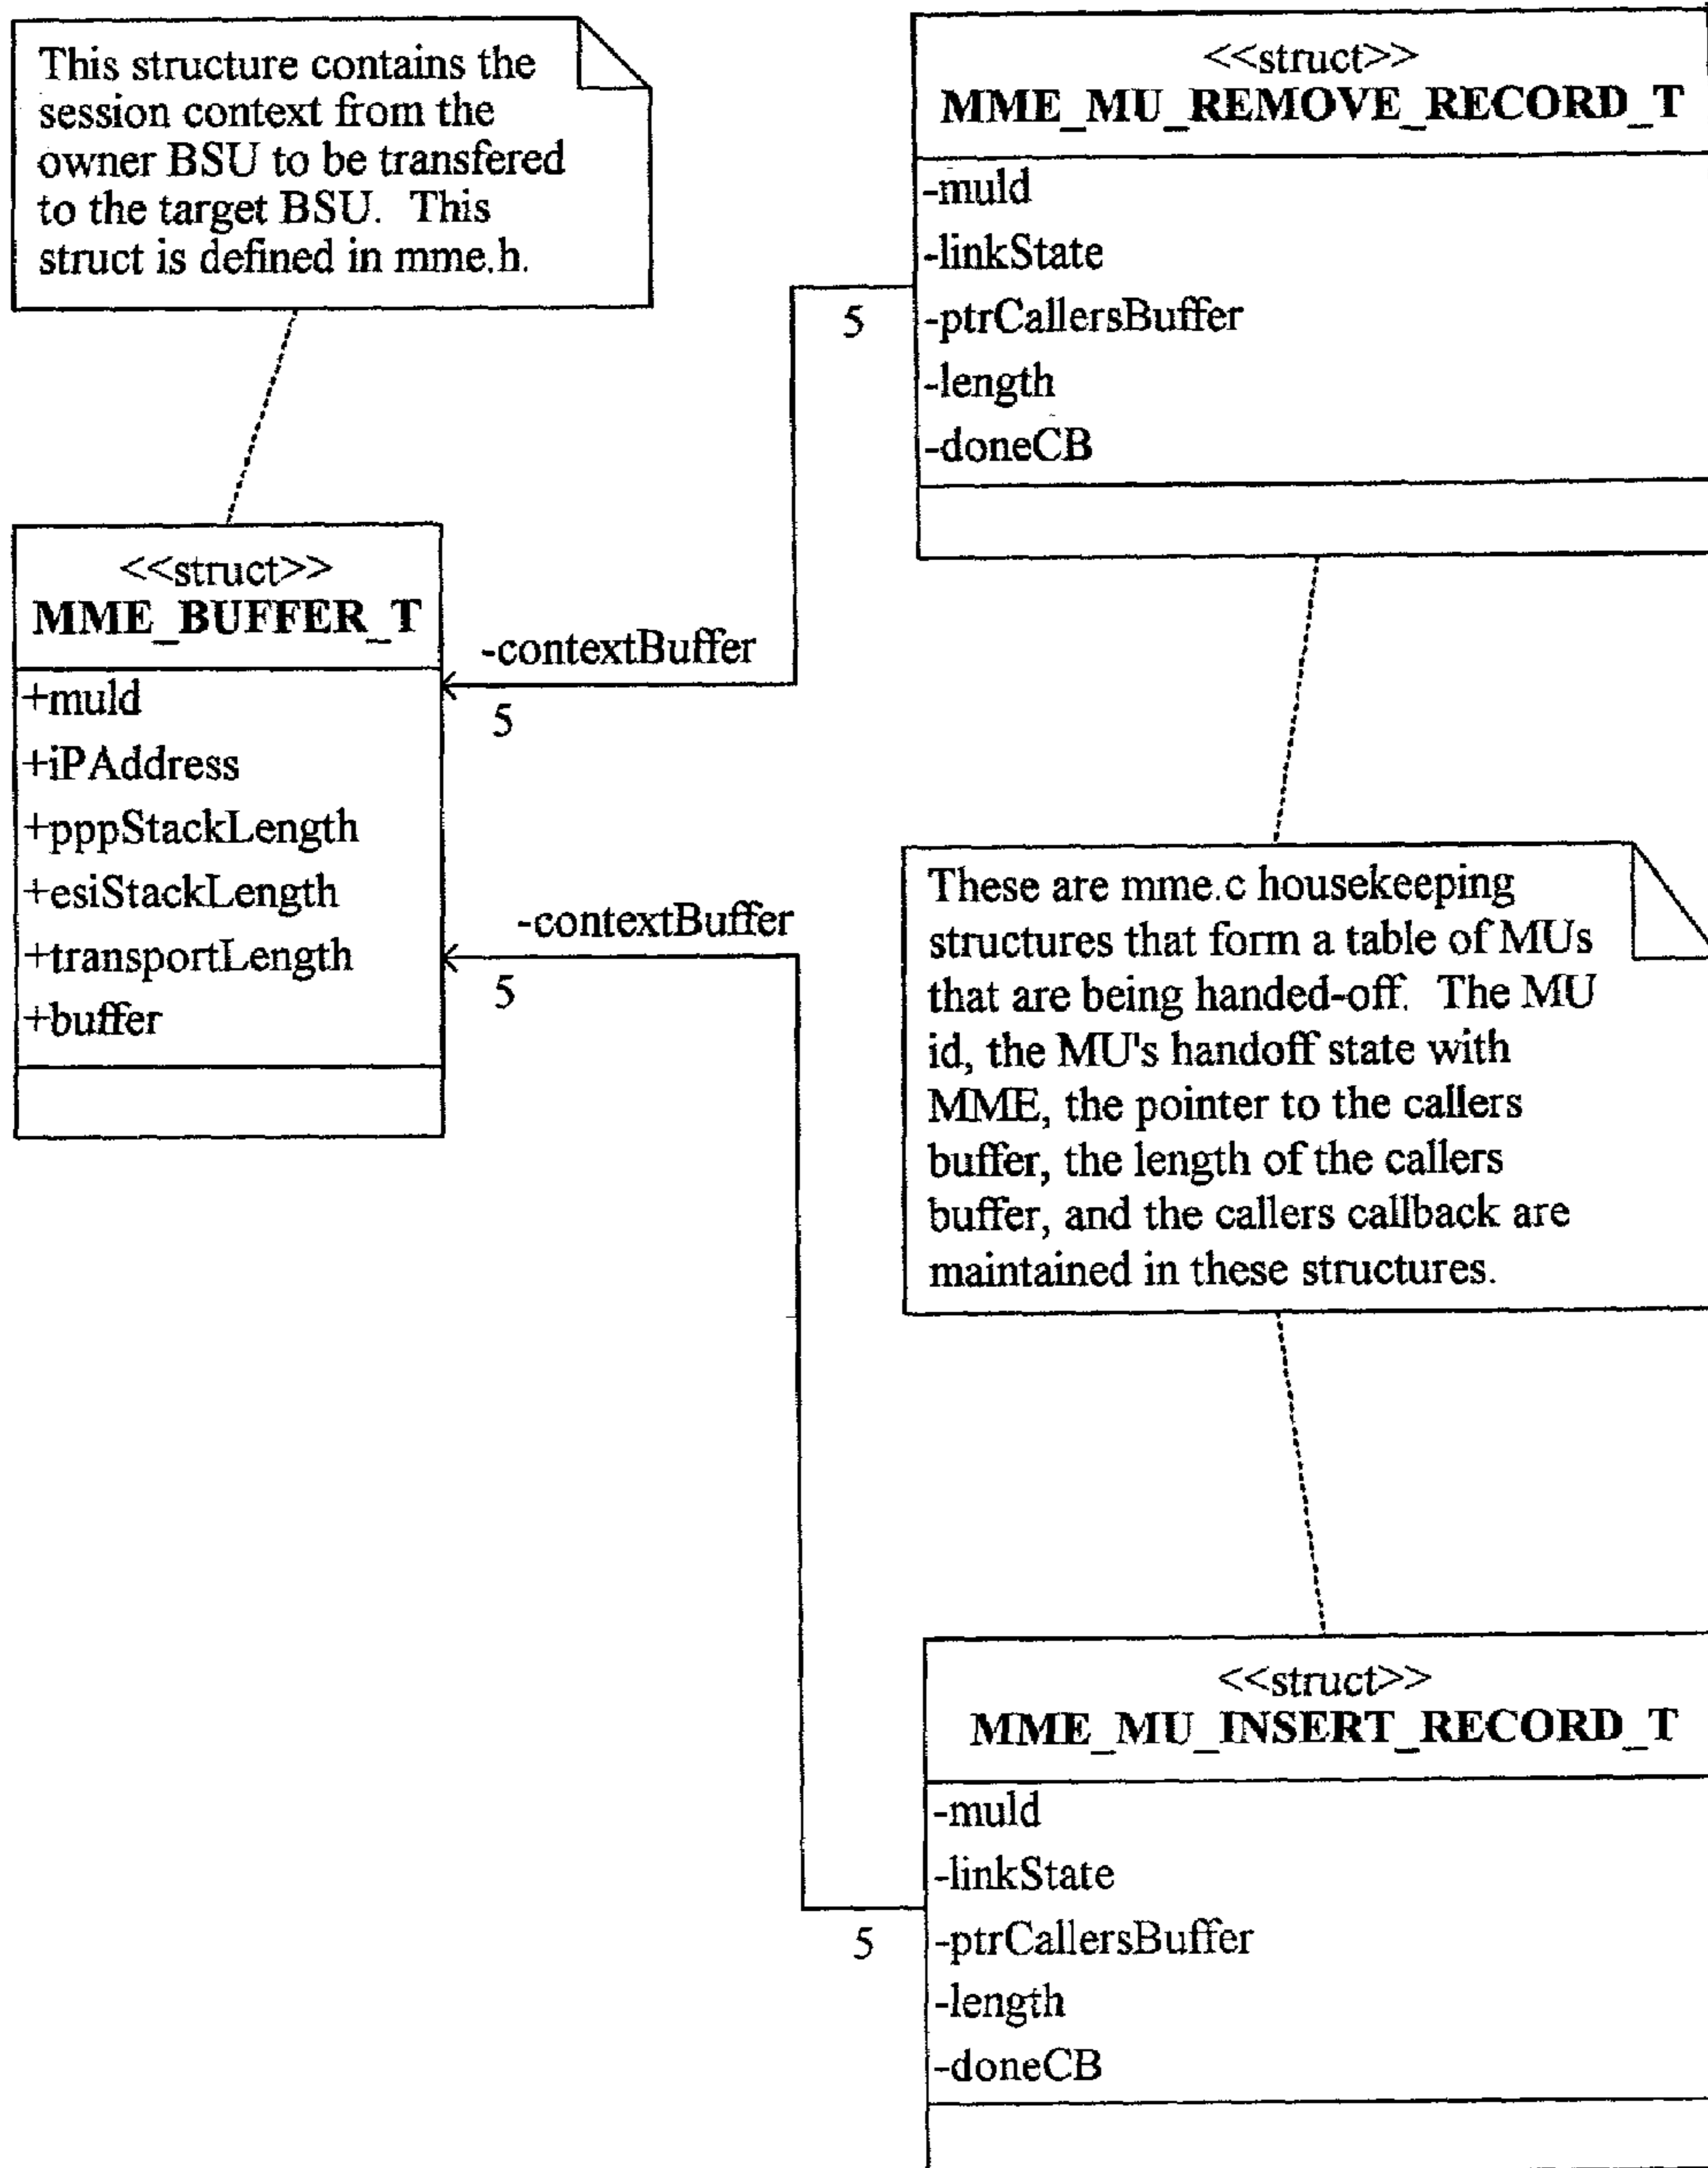 This structure contains the
session context from the
owner BSU to be transfered
to the target BSU. This
struct is defined in mme.h.
<<struct>>
MME_MU_REMOVE_RECORD_T
-muId
-linkState
-ptrCallersBuffer
-length
-doneCB
5
<<struct>>
MME_BUFFER_T
+muId
+iPAddress
+pppStackLength
+esiStackLength
+transportLength
+buffer
-contextBuffer
5
-contextBuffer
5
These are mme.c housekeeping
structures that form a table of MUs
that are being handed-off. The MU
id, the MU's handoff state with
MME, the pointer to the callers
buffer, the length of the callers
buffer, and the callers callback are
maintained in these structures.
<<struct>>
MME_MU_INSERT_RECORD_T
-muId
-linkState
-ptrCallersBuffer
-length
-doneCB
5